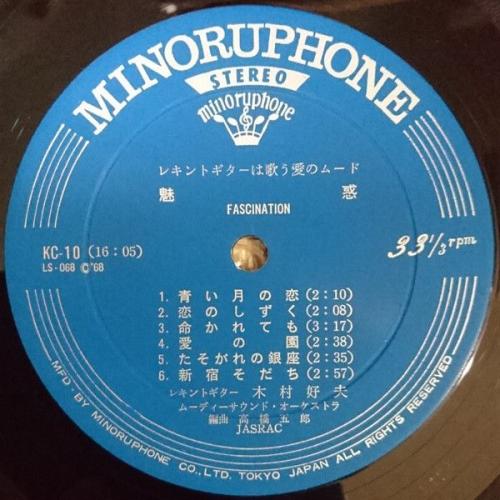 MINORUPHONE
STEREO
minoruphone
レキントギターは歌う愛のムード
魅惑
FASCINATION
KC-10 (16:05)
LS-068 ©'68
33 1/3 rpm
1. 青い月の恋 (2:10)
2. 恋のしずく (2:08)
3. 命かれても (3:17)
4. 愛の園 (2:38)
5. たそがれの銀座 (2:35)
6. 新宿そだち (2:57)
レキントギター 木村好夫
ムーディーサウンド・オーケストラ
編曲 高橋五郎
JASRAC
MFD. BY MINORUPHONE CO., LTD. TOKYO JAPAN ALL RIGHTS RESERVED